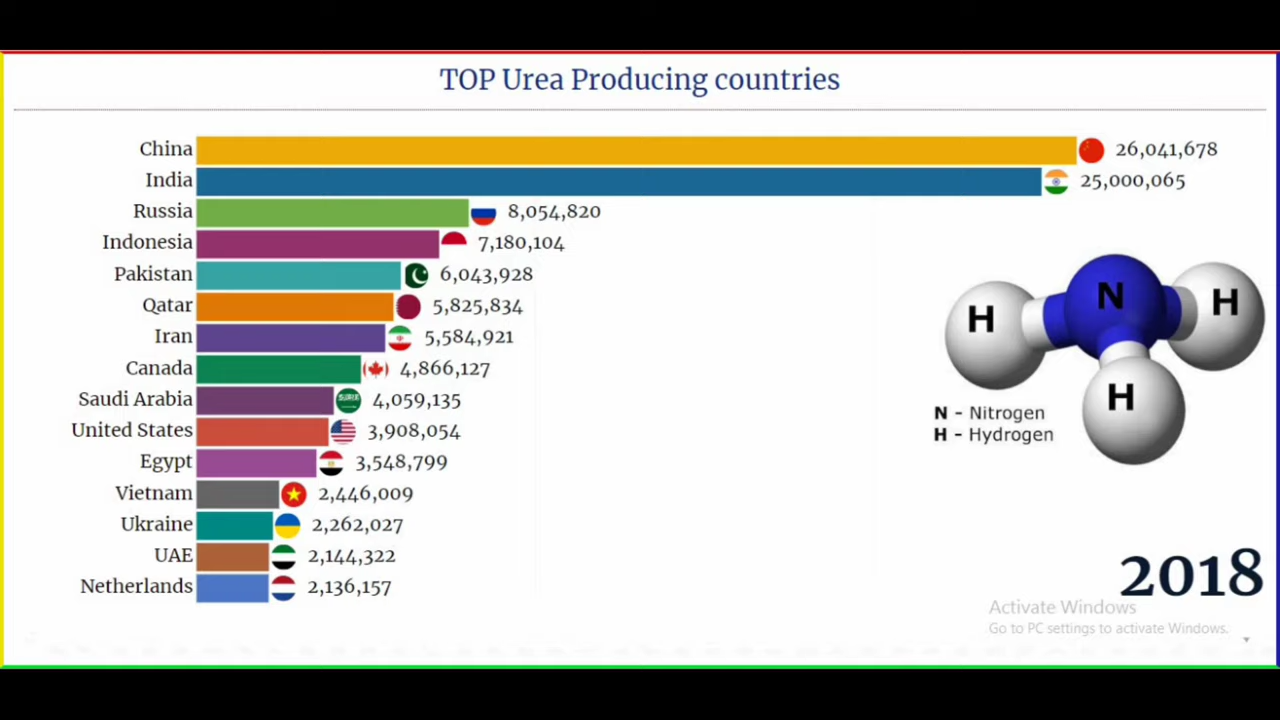 TOP Urea Producing countries
China 26,041,678
India 25,000,065
Russia 8,054,820
Indonesia 7,180,104
Pakistan 6,043,928
Qatar 5,825,834
Iran 5,584,921
Canada 4,866,127
Saudi Arabia 4,059,135
United States 3,908,054
Egypt 3,548,799
Vietnam 2,446,009
Ukraine 2,262,027
UAE 2,144,322
Netherlands 2,136,157
H N H
H
N - Nitrogen
H - Hydrogen
2018
Activate Windows
Go to PC settings to activate Windows.